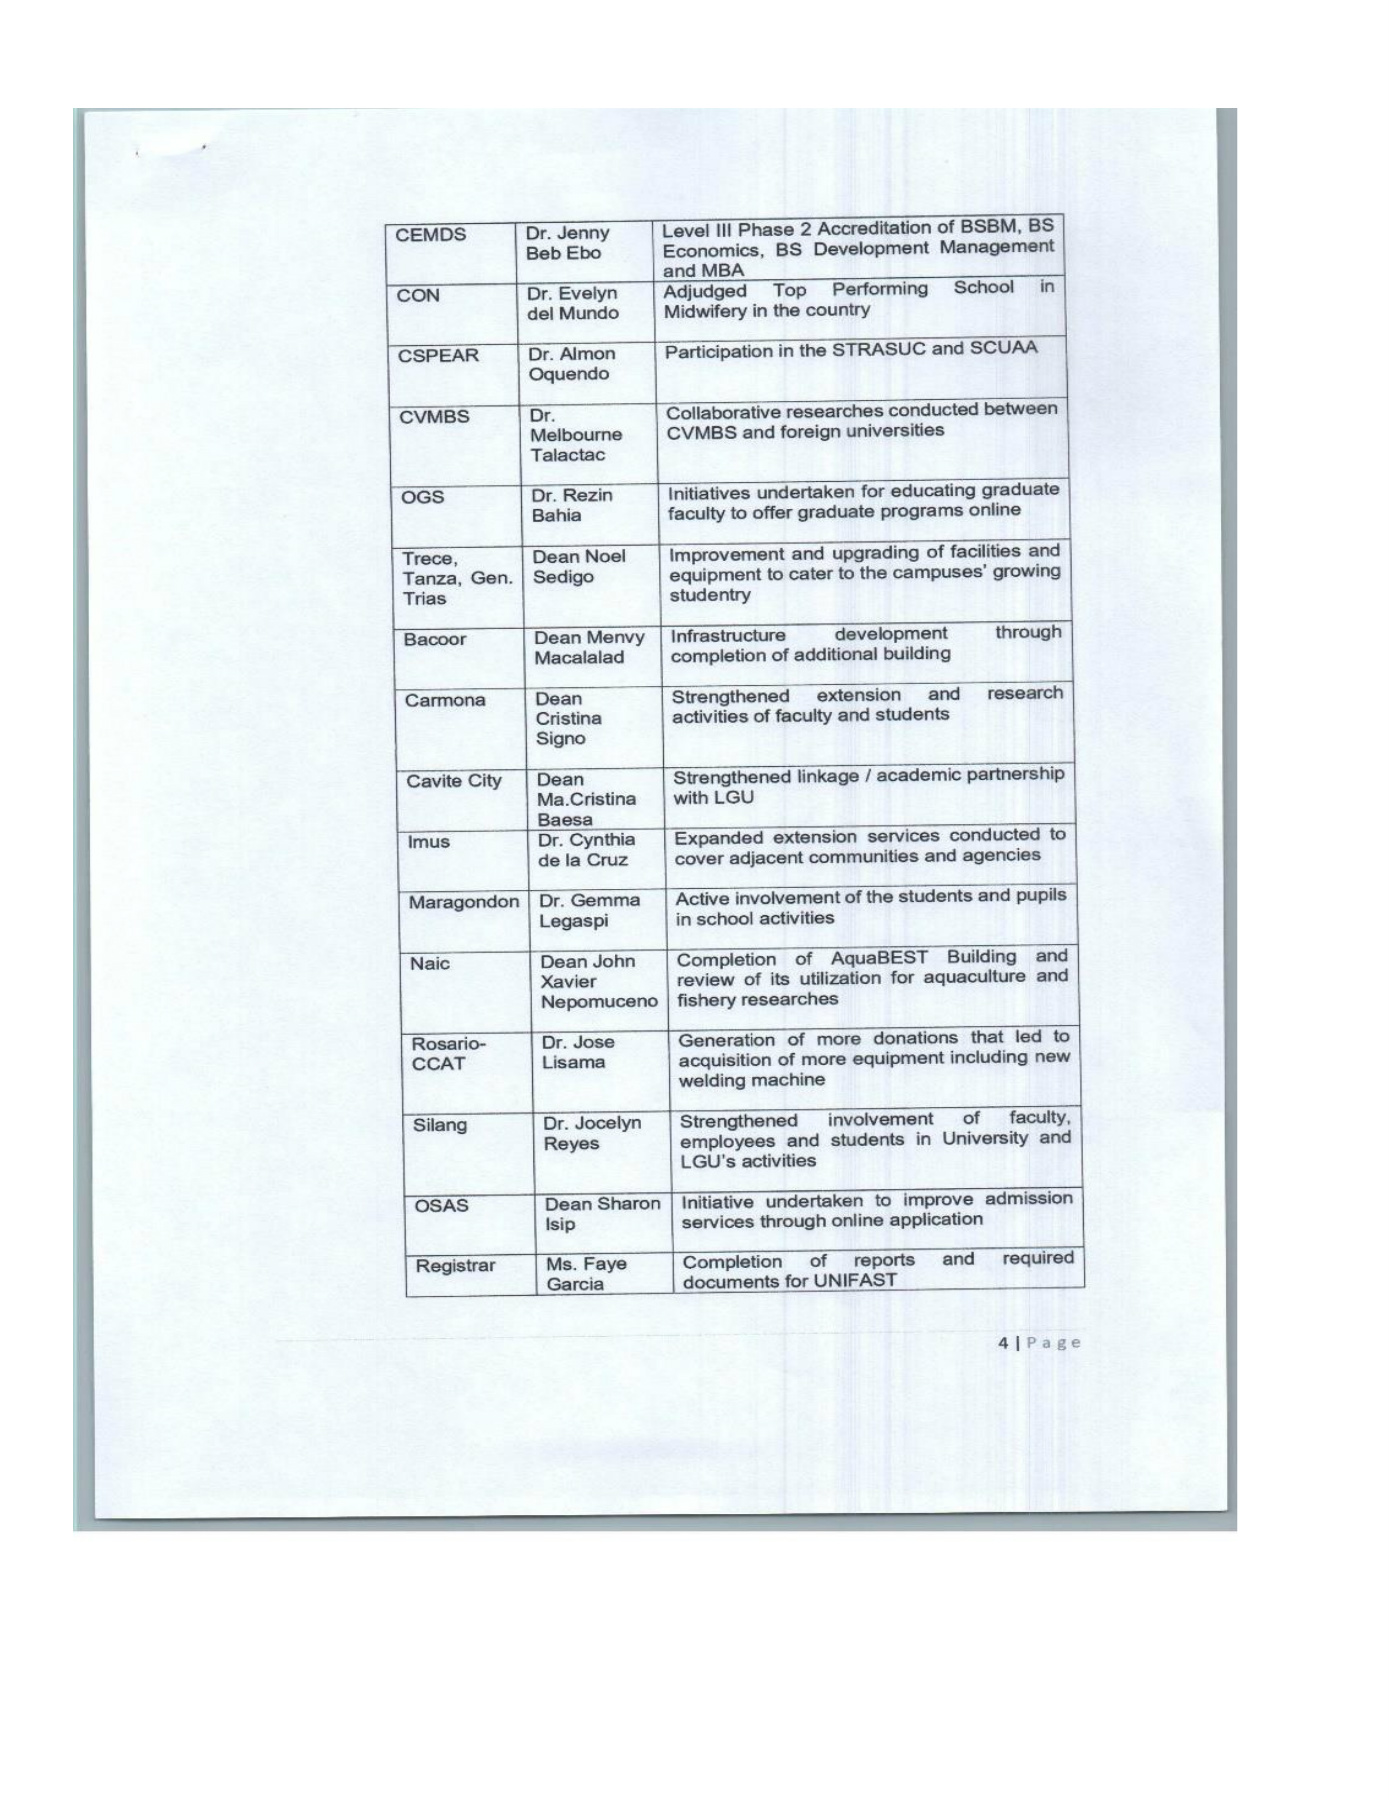 CEMDS Dr. Jenny Level III Phase 2 Accreditation of BSBM, BS
Beb Ebo Economics, BS Development Management
and MBA
CON Dr. Evelyn Adjudged Top Performing School in
del Mundo Midwifery in the country
CSPEAR Dr. Almon Participation in the STRASUC and SCUAA
Oquendo
CVMBS Dr. Collaborative researches conducted between
Melbourne CVMBS and foreign universities
Talactac
OGS Dr. Rezin Initiatives undertaken for educating graduate
Bahia faculty to offer graduate programs online
Trece, Dean Noel Improvement and upgrading of facilities and
Tanza, Gen. Sedigo equipment to cater to the campuses' growing
Trias studentry
Bacoor Dean Menvy Infrastructure development through
Macalalad completion of additional building
Carmona Dean Strengthened extension and research
Cristina activities of faculty and students
Signo
Cavite City Dean Strengthened linkage / academic partnership
Ma.Cristina with LGU
Baesa
Imus Dr. Cynthia Expanded extension services conducted to
de la Cruz cover adjacent communities and agencies
Maragondon Dr. Gemma Active involvement of the students and pupils
Legaspi in school activities
Naic Dean John Completion of AquaBEST Building and
Xavier review of its utilization for aquaculture and
Nepomuceno fishery researches
Rosario- Dr. Jose Generation of more donations that led to
CCAT Lisama acquisition of more equipment including new
welding machine
Silang Dr. Jocelyn Strengthened involvement of faculty,
Reyes employees and students in University and
LGU's activities
OSAS Dean Sharon Initiative undertaken to improve admission
Isip services through online application
Registrar Ms. Faye Completion of reports and required
Garcia documents for UNIFAST
4 | Page